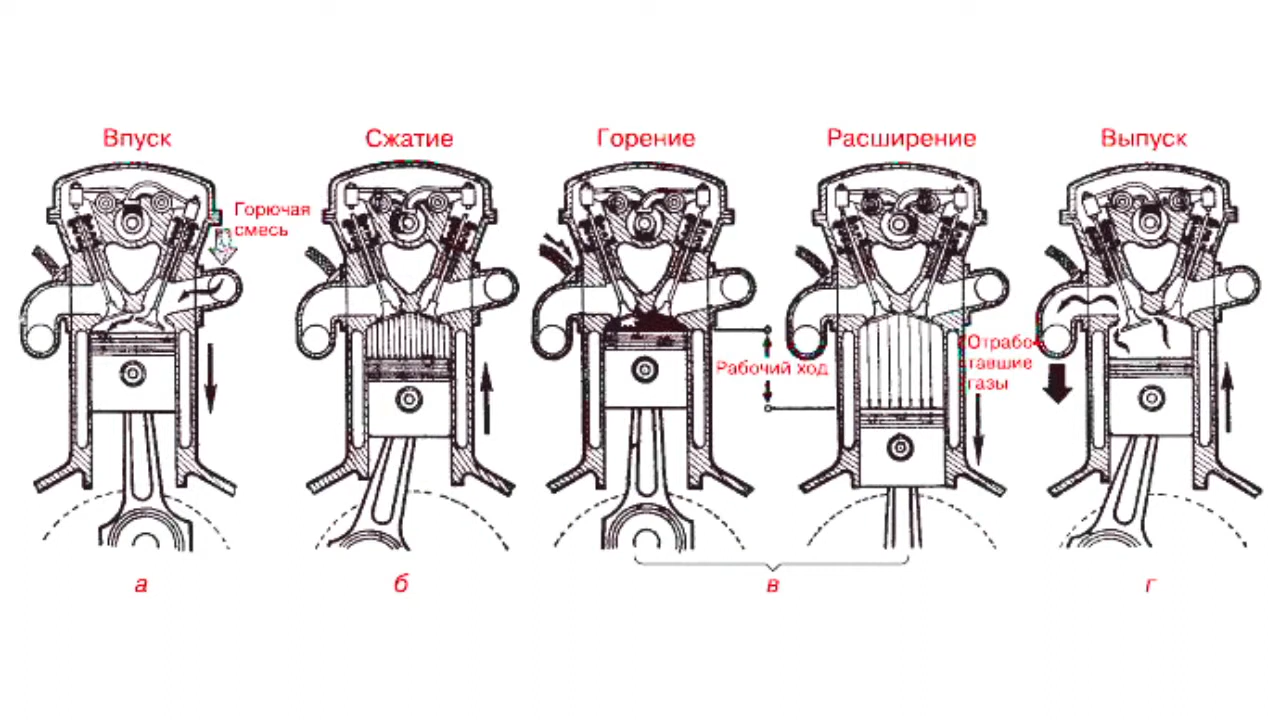 Впуск
Сжатие
Горение
Расширение
Выпуск
Горючая
смесь
Рабочий ход
Отрабо-
тавшие
газы
а
б
в
г